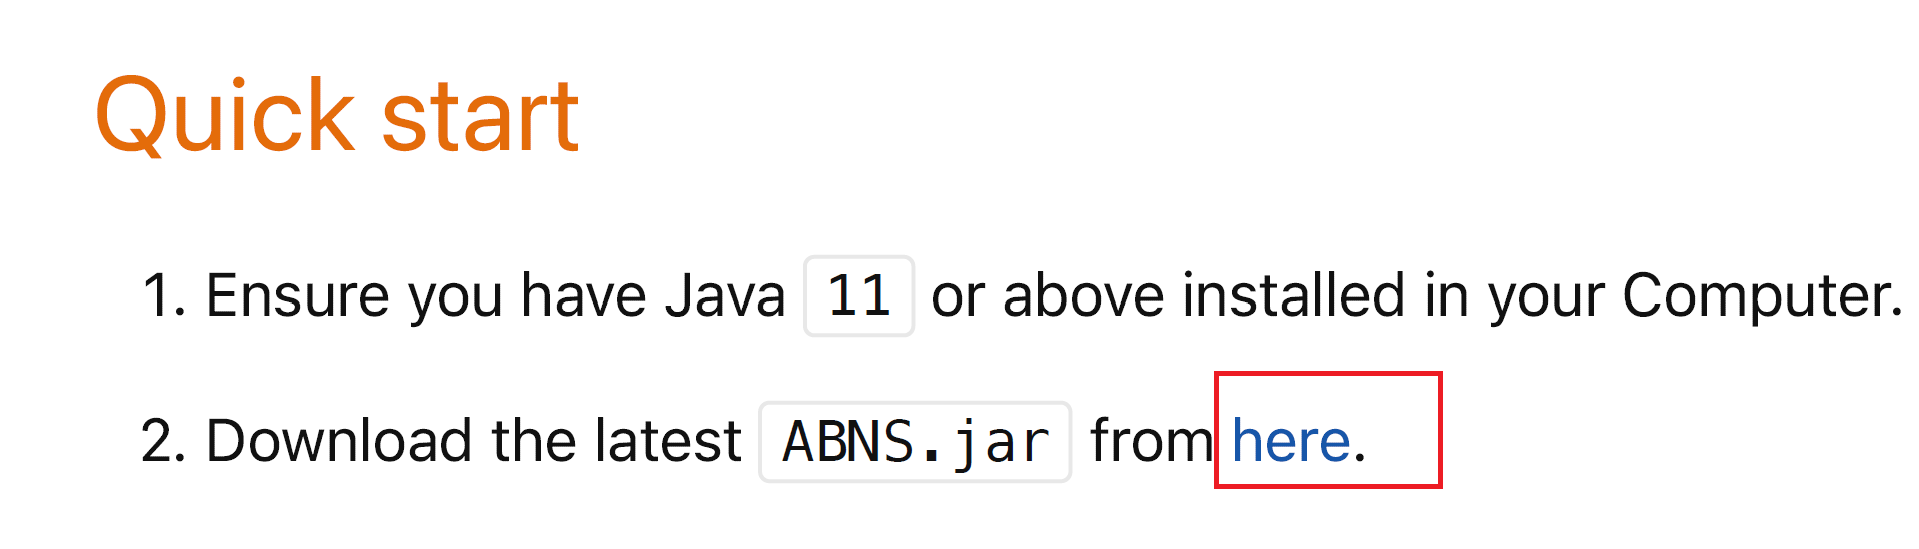 Quick start
1. Ensure you have Java 11 or above installed in your Computer.
2. Download the latest ABNS.jar from here.